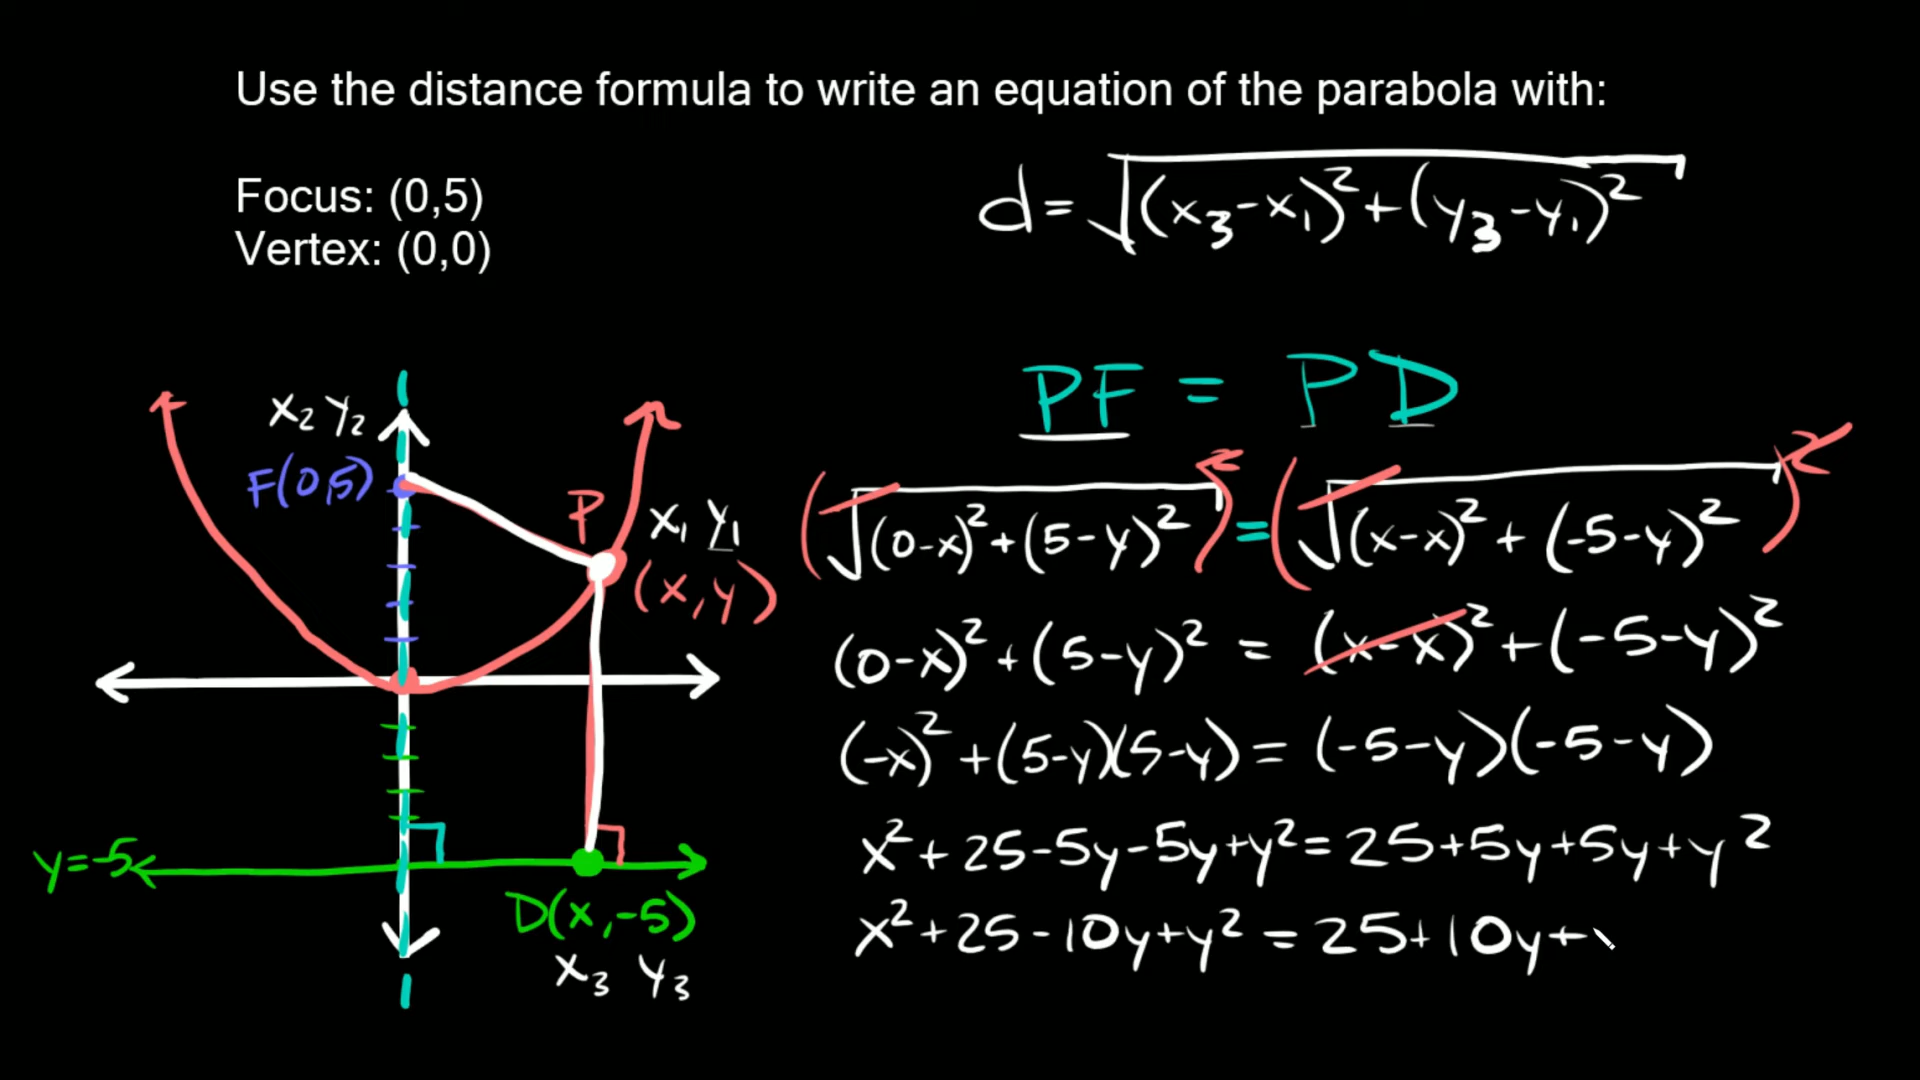 Use the distance formula to write an equation of the parabola with:
Focus: (0,5)
Vertex: (0,0)
d=√(x₃-x₁)²+(y₃-y₁)²
PF = PD
x₂ y₂
F(0,5)
P
x₁ y₁
(x,y)
y=-5
D(x,-5)
x₃ y₃
(√(0-x)²+(5-y)²)²=(√(x-x)²+(-5-y)²)²
(0-x)²+(5-y)² = (x-x)²+(-5-y)²
(-x)²+(5-y)(5-y)=(-5-y)(-5-y)
x²+25-5y-5y+y²=25+5y+5y+y²
x²+25-10y+y²=25+10y+